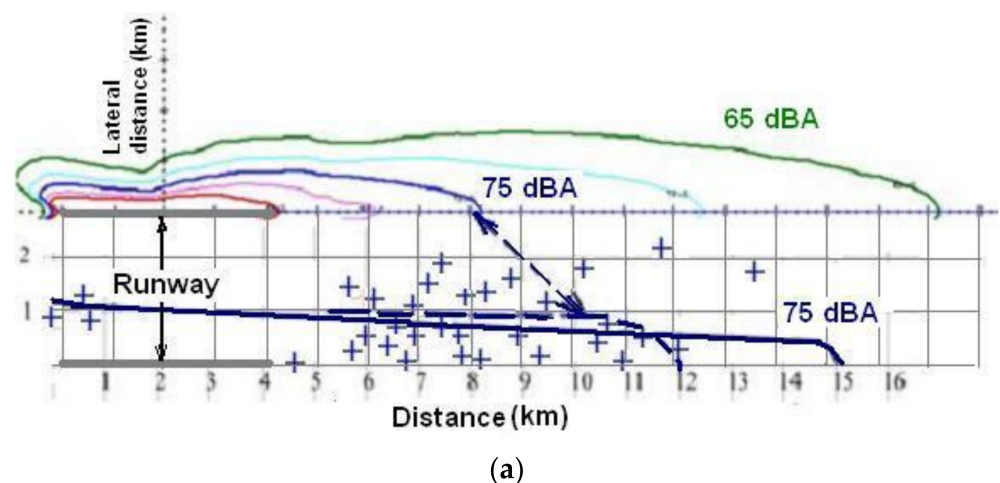 Lateral
distance (km)
65 dBA
75 dBA
2
Runway
1
75 dBA
1 2 3 4 5 6 7 8 9 10 11 12 13 14 15 16
Distance (km)
(a)